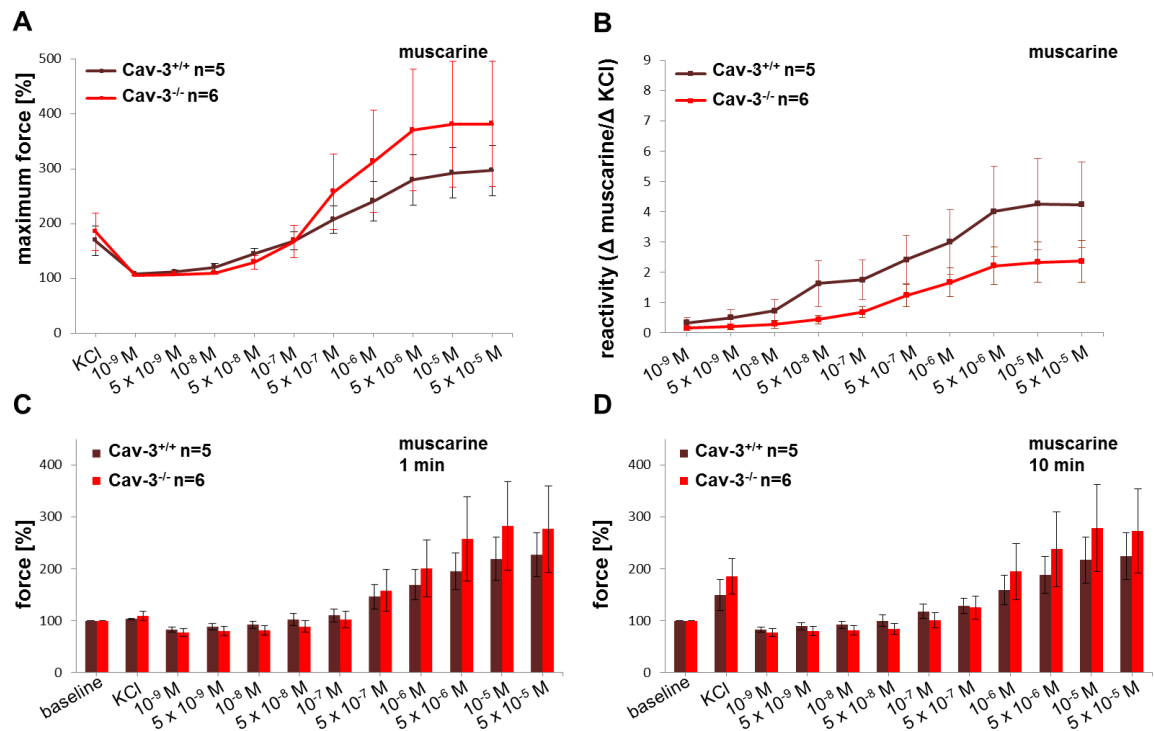 A
muscarine
Cav-3+/+ n=5
Cav-3-/- n=6
maximum force [%]
500
400
300
200
100
0
KCl
10-9 M
5 x 10-9 M
10-8 M
5 x 10-8 M
10-7 M
5 x 10-7 M
10-6 M
5 x 10-6 M
10-5 M
5 x 10-5 M
B
muscarine
Cav-3+/+ n=5
Cav-3-/- n=6
reactivity (Δ muscarine/Δ KCl)
9
8
7
6
5
4
3
2
1
0
10-9 M
5 x 10-9 M
10-8 M
5 x 10-8 M
10-7 M
5 x 10-7 M
10-6 M
5 x 10-6 M
10-5 M
5 x 10-5 M
C
Cav-3+/+ n=5
Cav-3-/- n=6
muscarine
1 min
force [%]
400
300
200
100
0
baseline
KCl
10-9 M
5 x 10-9 M
10-8 M
5 x 10-8 M
10-7 M
5 x 10-7 M
10-6 M
5 x 10-6 M
10-5 M
5 x 10-5 M
D
Cav-3+/+ n=5
Cav-3-/- n=6
muscarine
10 min
force [%]
400
300
200
100
0
baseline
KCl
10-9 M
5 x 10-9 M
10-8 M
5 x 10-8 M
10-7 M
5 x 10-7 M
10-6 M
5 x 10-6 M
10-5 M
5 x 10-5 M